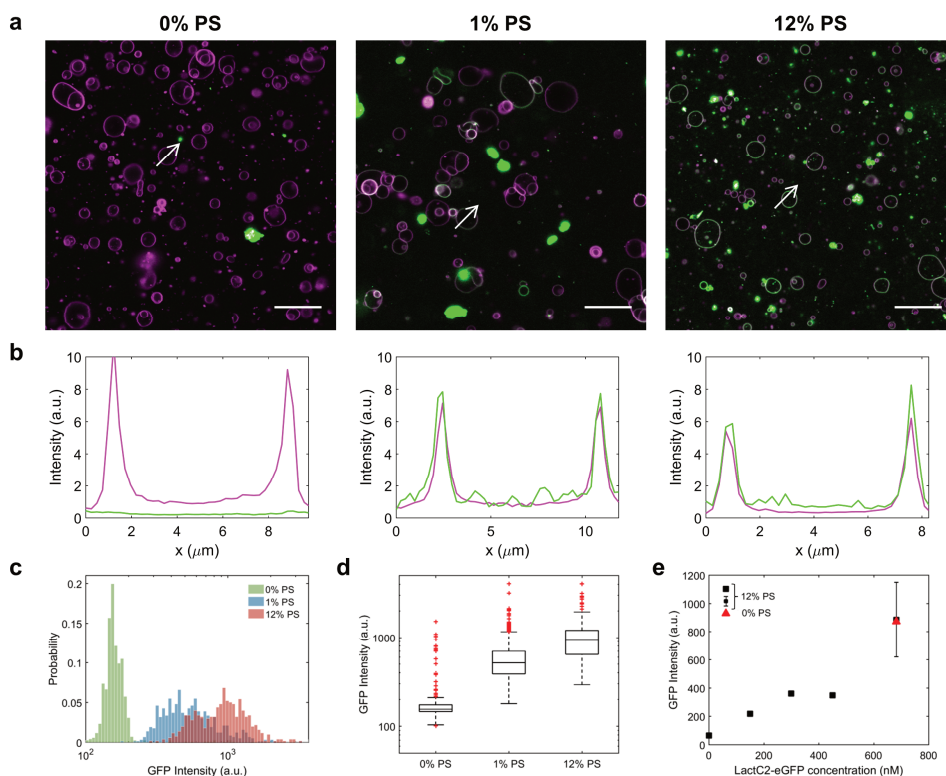 0% PS 1% PS 12% PS
a
b
10
8
6
4
2
0
Intensity (a.u.)
0 2 4 6 8
x (μm)
10
8
6
4
2
0
Intensity (a.u.)
0 5 10
x (μm)
10
8
6
4
2
0
Intensity (a.u.)
0 2 4 6 8
x (μm)
c
0.2
0.15
0.1
0.05
0
Probability
10² 10³
GFP Intensity (a.u.)
0% PS
1% PS
12% PS
d
1000
100
GFP Intensity (a.u.)
0% PS 1% PS 12% PS
e
1200
1000
800
600
400
200
0
GFP Intensity (a.u.)
12% PS
0% PS
0 200 400 600 800
LactC2-eGFP concentration (nM)